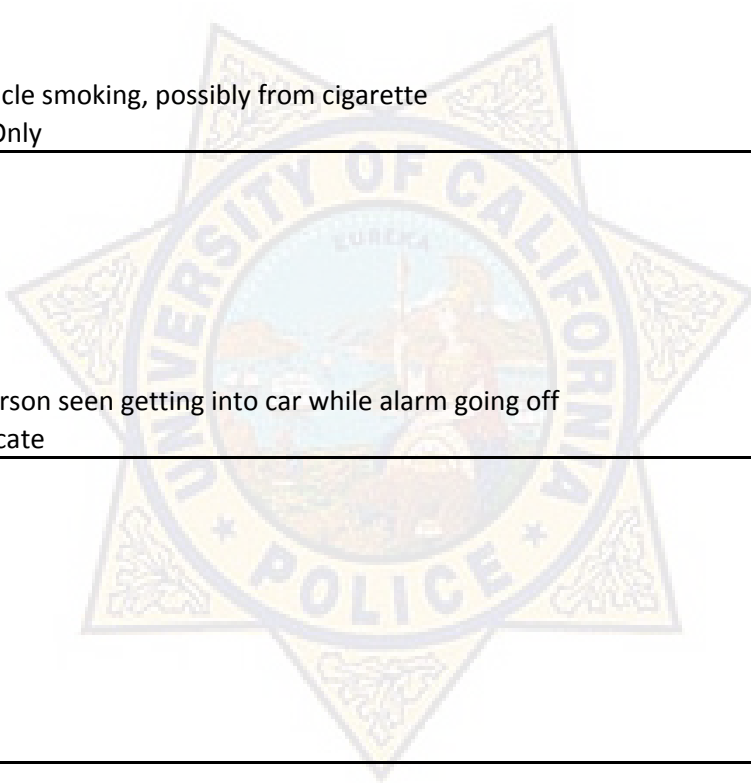 cle smoking, possibly from cigarette
Only
UNIVERSITY OF CALIFORNIA
EUREKA
rson seen getting into car while alarm going off
cate
* POLICE *